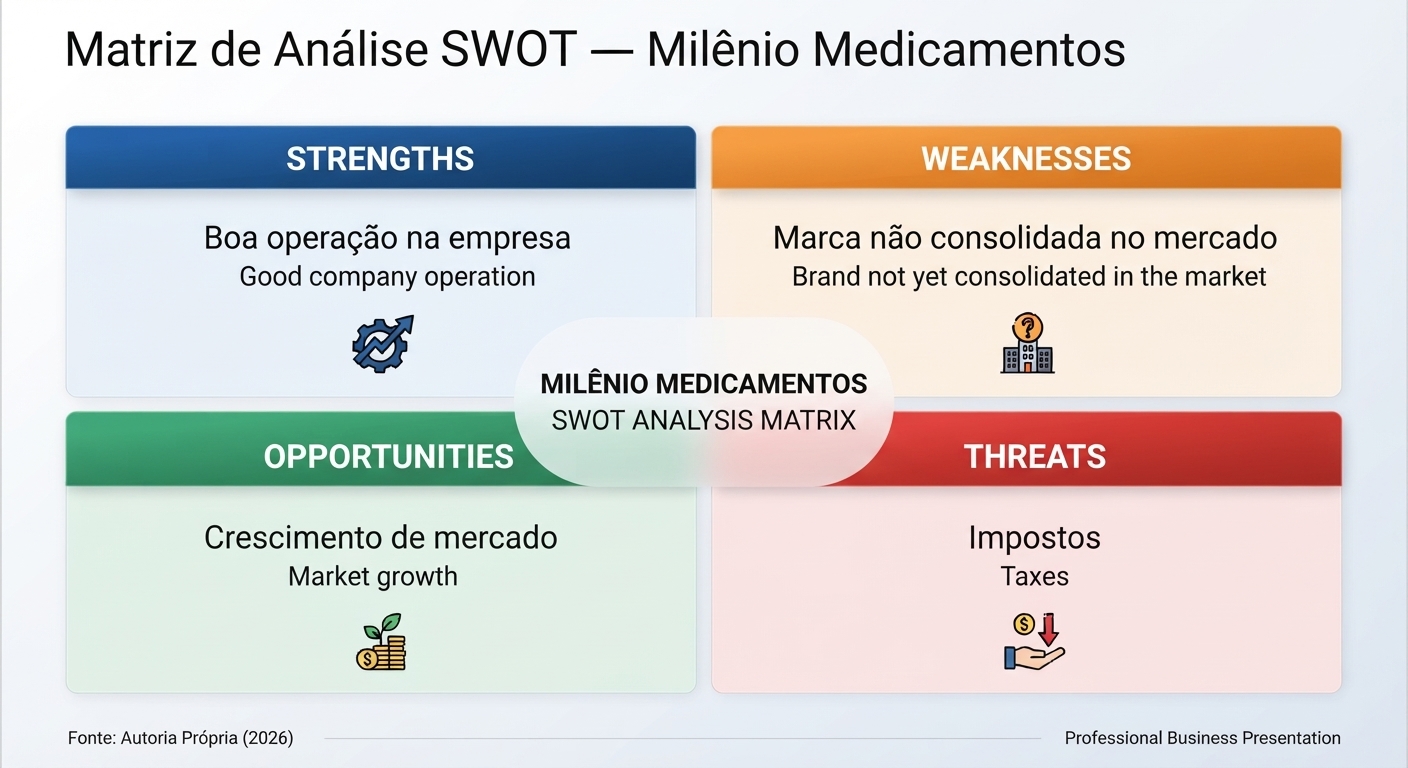 Matriz de Análise SWOT — Milênio Medicamentos
STRENGTHS
Boa operação na empresa
Good company operation
WEAKNESSES
Marca não consolidada no mercado
Brand not yet consolidated in the market
MILÊNIO MEDICAMENTOS
SWOT ANALYSIS MATRIX
OPPORTUNITIES
Crescimento de mercado
Market growth
THREATS
Impostos
Taxes
Fonte: Autoria Própria (2026)
Professional Business Presentation